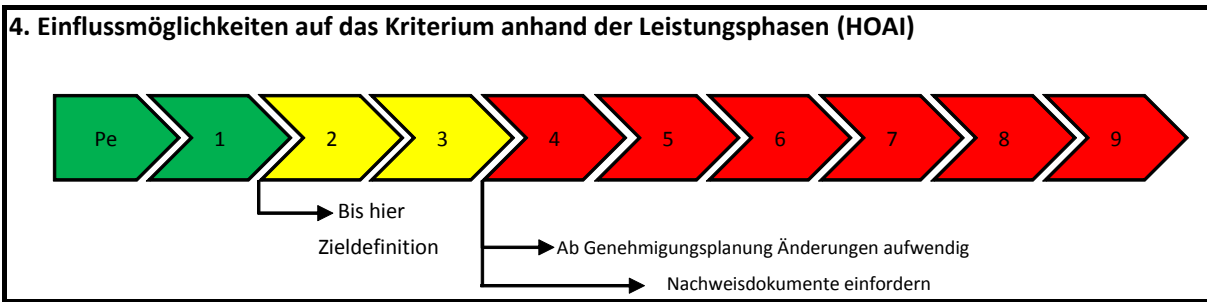 4. Einflussmöglichkeiten auf das Kriterium anhand der Leistungsphasen (HOAI)
Pe 1 2 3 4 5 6 7 8 9
Bis hier
Zieldefinition
Ab Genehmigungsplanung Änderungen aufwendig
Nachweisdokumente einfordern